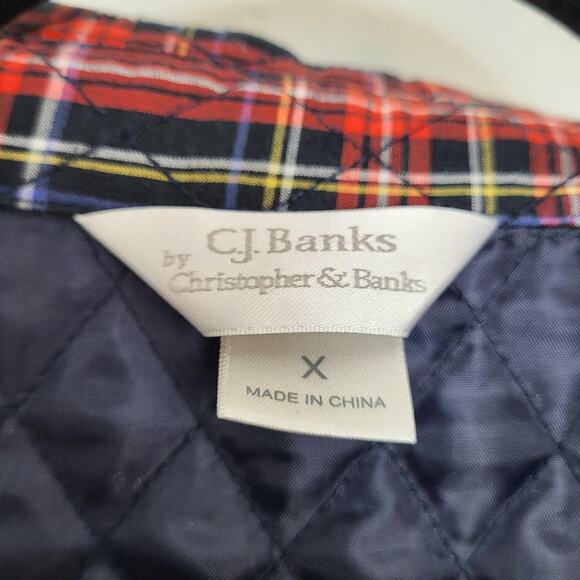 C.J. Banks
by
Christopher & Banks
X
MADE IN CHINA